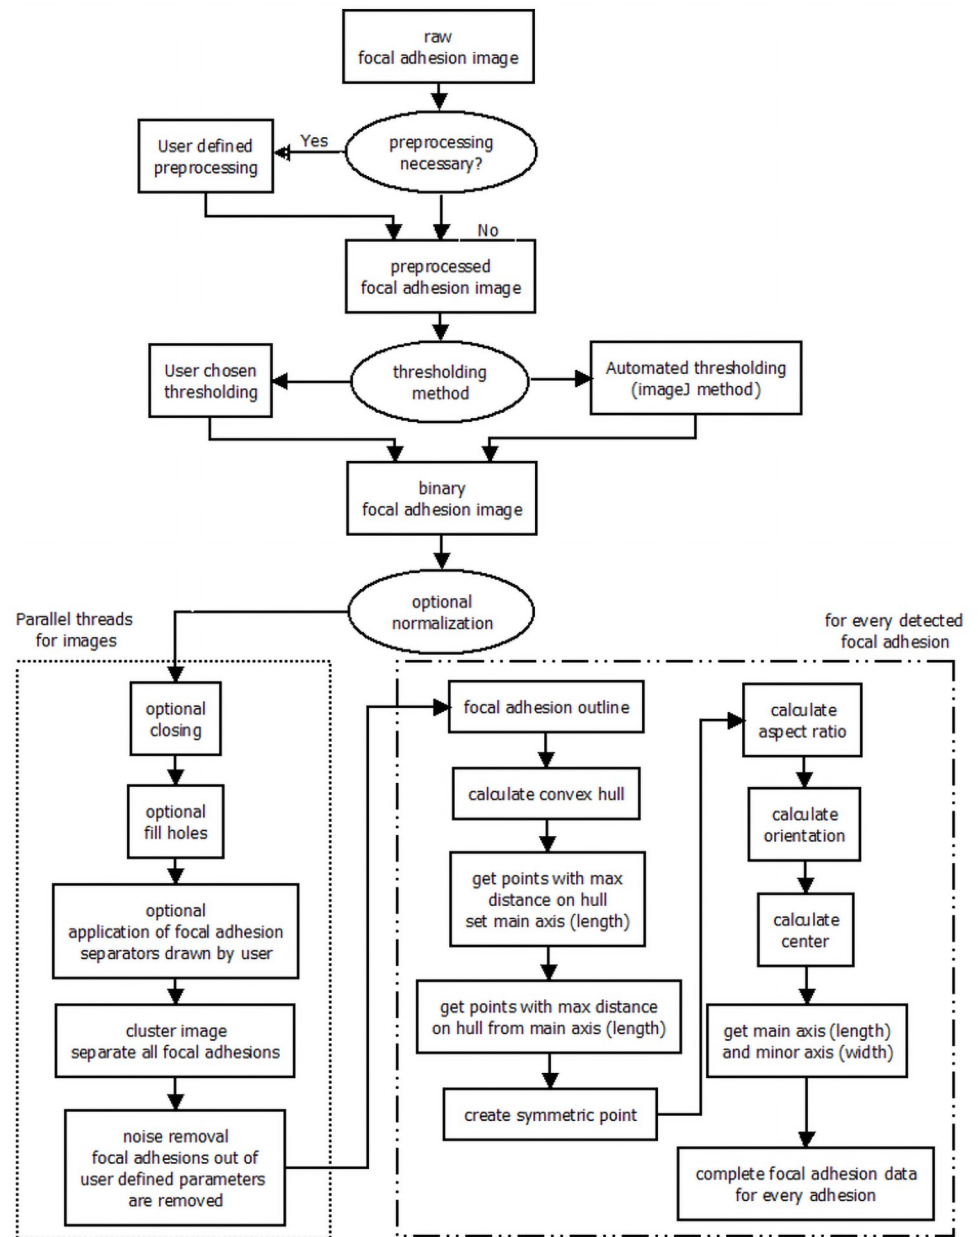 raw
focal adhesion image
preprocessing
necessary?
Yes
User defined
preprocessing
No
preprocessed
focal adhesion image
thresholding
method
User chosen
thresholding
Automated thresholding
(imageJ method)
binary
focal adhesion image
optional
normalization
Parallel threads
for images
optional
closing
optional
fill holes
optional
application of focal adhesion
separators drawn by user
cluster image
separate all focal adhesions
noise removal
focal adhesions out of
user defined parameters
are removed
for every detected
focal adhesion
focal adhesion outline
calculate convex hull
get points with max
distance on hull
set main axis (length)
get points with max distance
on hull from main axis (length)
create symmetric point
calculate
aspect ratio
calculate
orientation
calculate
center
get main axis (length)
and minor axis (width)
complete focal adhesion data
for every adhesion